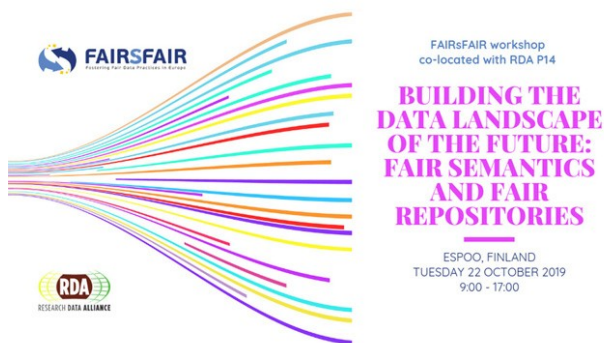 FAIRSFAIR
Fostering Fair Data Practices in Europe
RDA
RESEARCH DATA ALLIANCE
FAIRsFAIR workshop
co-located with RDA P14
BUILDING THE
DATA LANDSCAPE
OF THE FUTURE:
FAIR SEMANTICS
AND FAIR
REPOSITORIES
ESPOO, FINLAND
TUESDAY 22 OCTOBER 2019
9:00 - 17:00